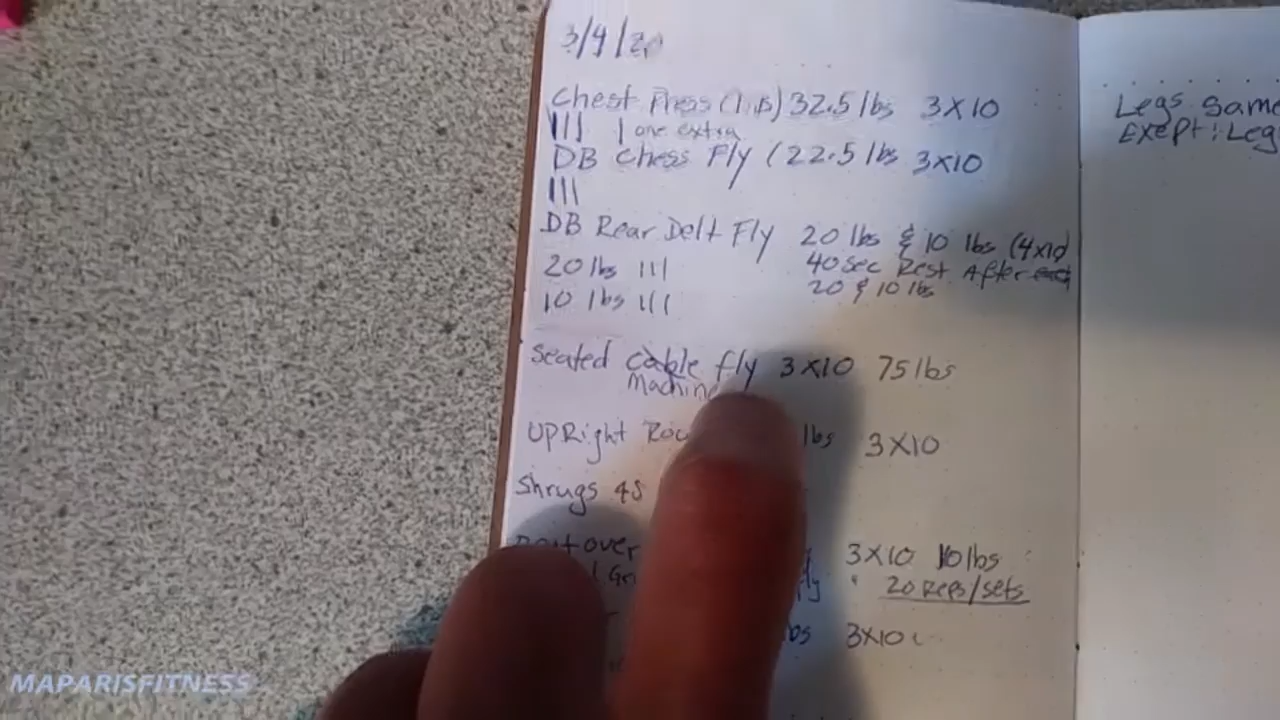 3/4/20
Chest Press 32.5 lbs 3X10
||| | one extra
DB Chess Fly (22.5 lbs 3x10
|||
DB Rear Delt Fly 20 lbs & 10 lbs (4x10)
20 lbs ||| 40 Sec Rest After each
10 lbs ||| 20 & 10 lbs
Seated cable fly 3X10 75 lbs
Machine
UPRight lbs 3X10
Shrugs 45
over 3X10 10 lbs
20 Reps/sets
lbs 3X10
Legs Same
Exept: Leg
MAPARISFITNESS